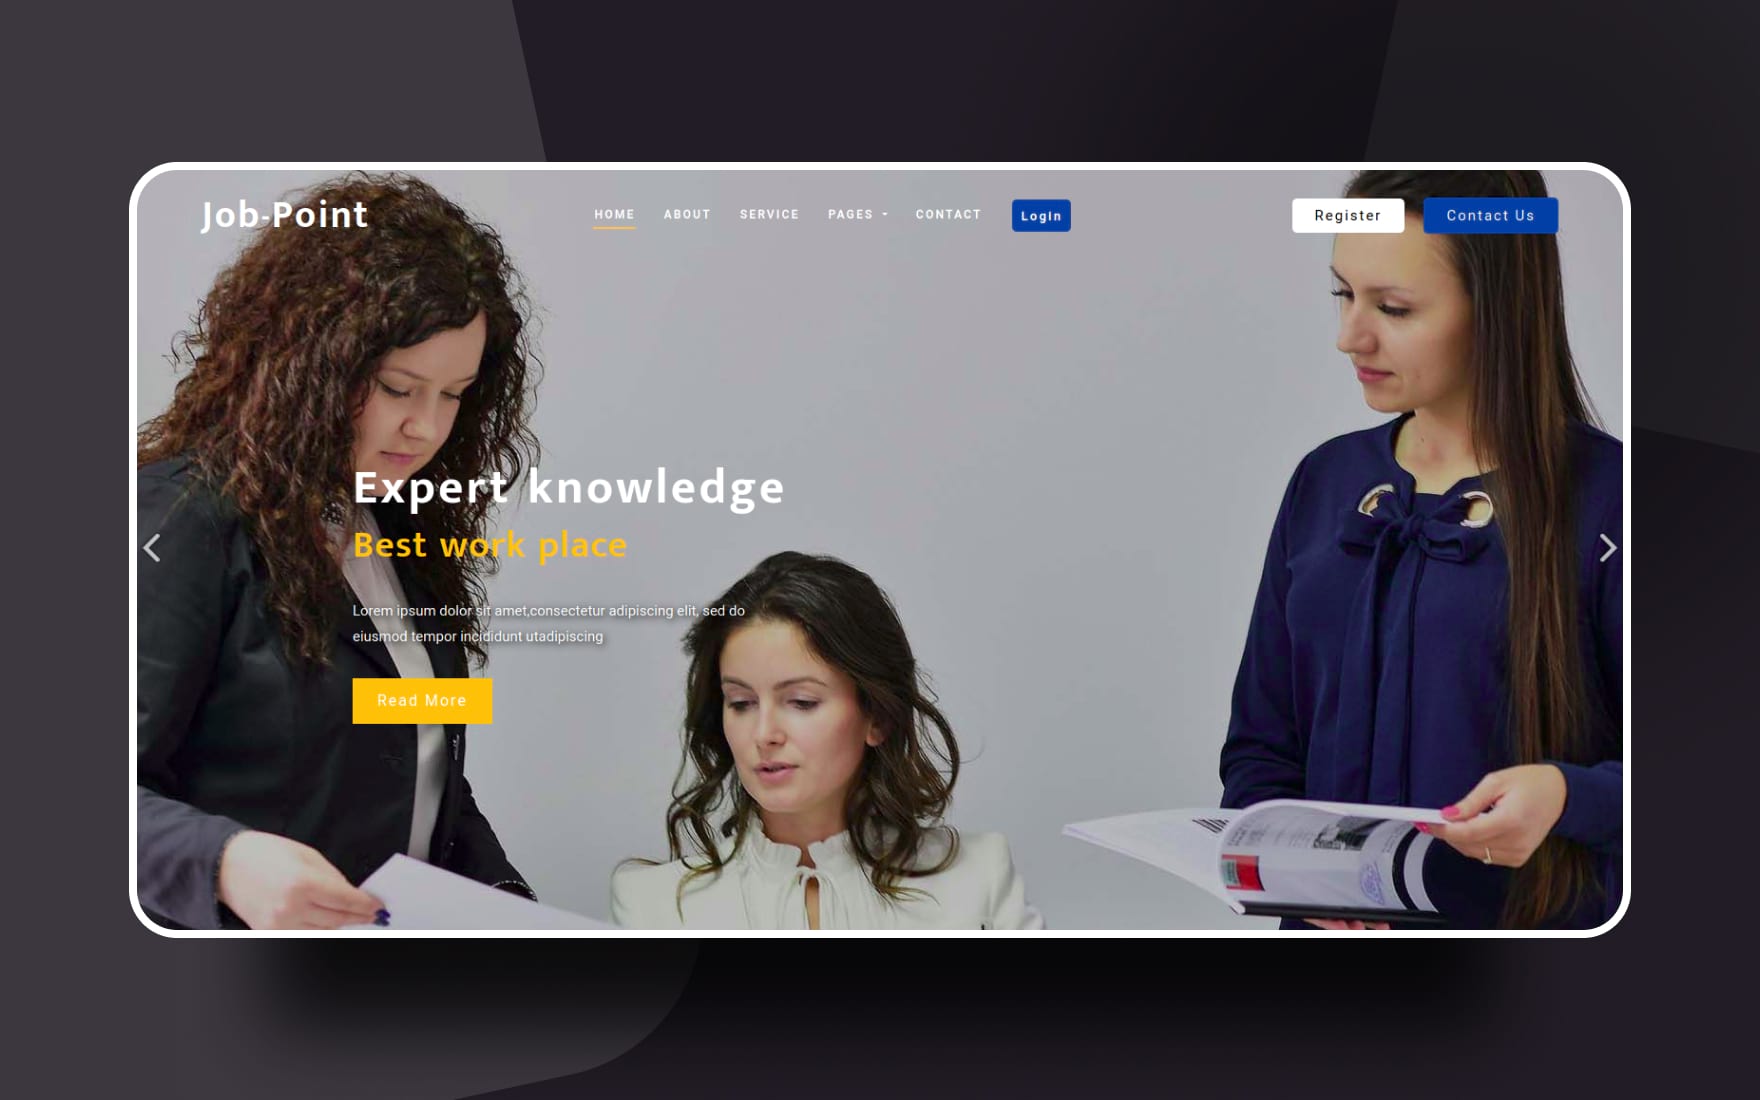 Job-Point
HOME ABOUT SERVICE PAGES CONTACT Login Register Contact Us
Expert knowledge
Best work place
Lorem ipsum dolor sit amet,consectetur adipiscing elit, sed do
eiusmod tempor incididunt utadipiscing
Read More